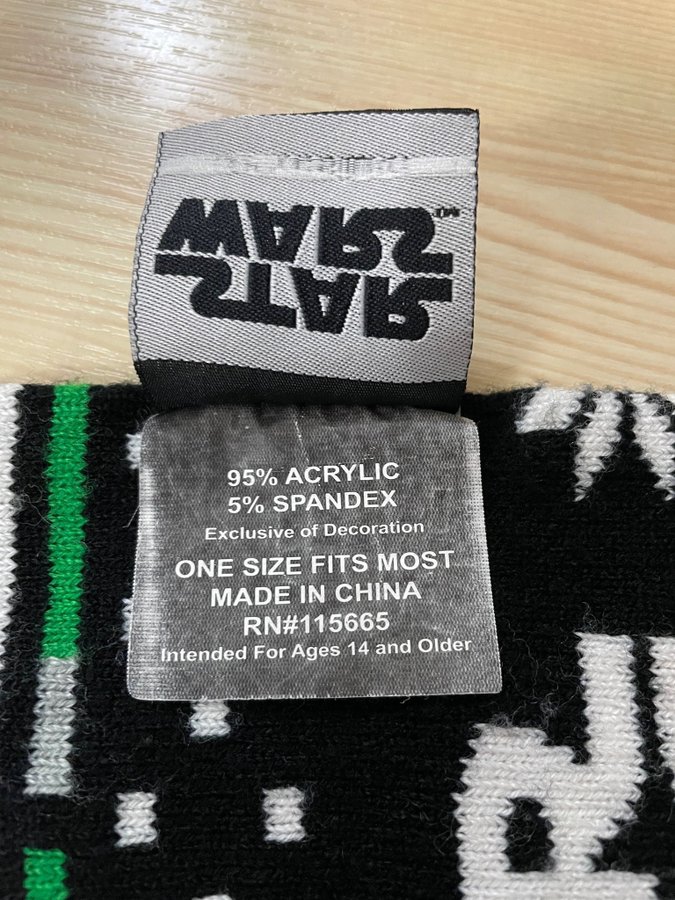 STAR
WARS
TM
95% ACRYLIC
5% SPANDEX
Exclusive of Decoration
ONE SIZE FITS MOST
MADE IN CHINA
RN#115665
Intended For Ages 14 and Older